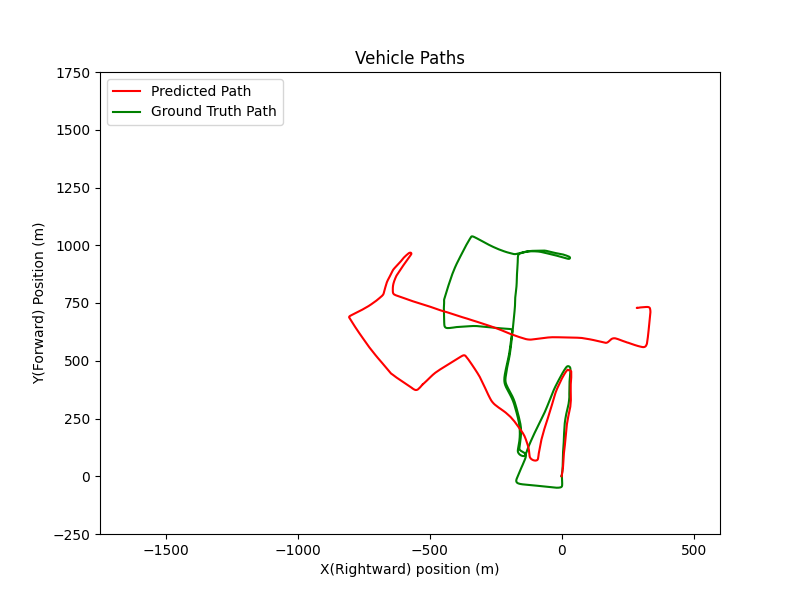 Vehicle Paths
Predicted Path
Ground Truth Path
1750
1500
1250
1000
750
500
250
0
−250
Y(Forward) Position (m)
−1500
−1000
−500
0
500
X(Rightward) position (m)